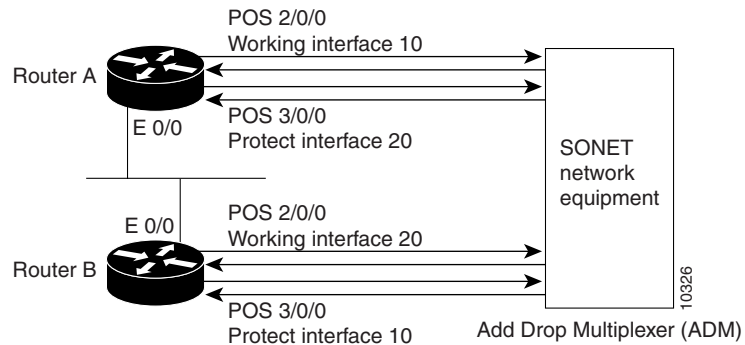 POS 2/0/0
Working interface 10
Router A
POS 3/0/0
Protect interface 20
E 0/0
SONET
network
equipment
E 0/0
POS 2/0/0
Working interface 20
Router B
POS 3/0/0
Protect interface 10
10326
Add Drop Multiplexer (ADM)